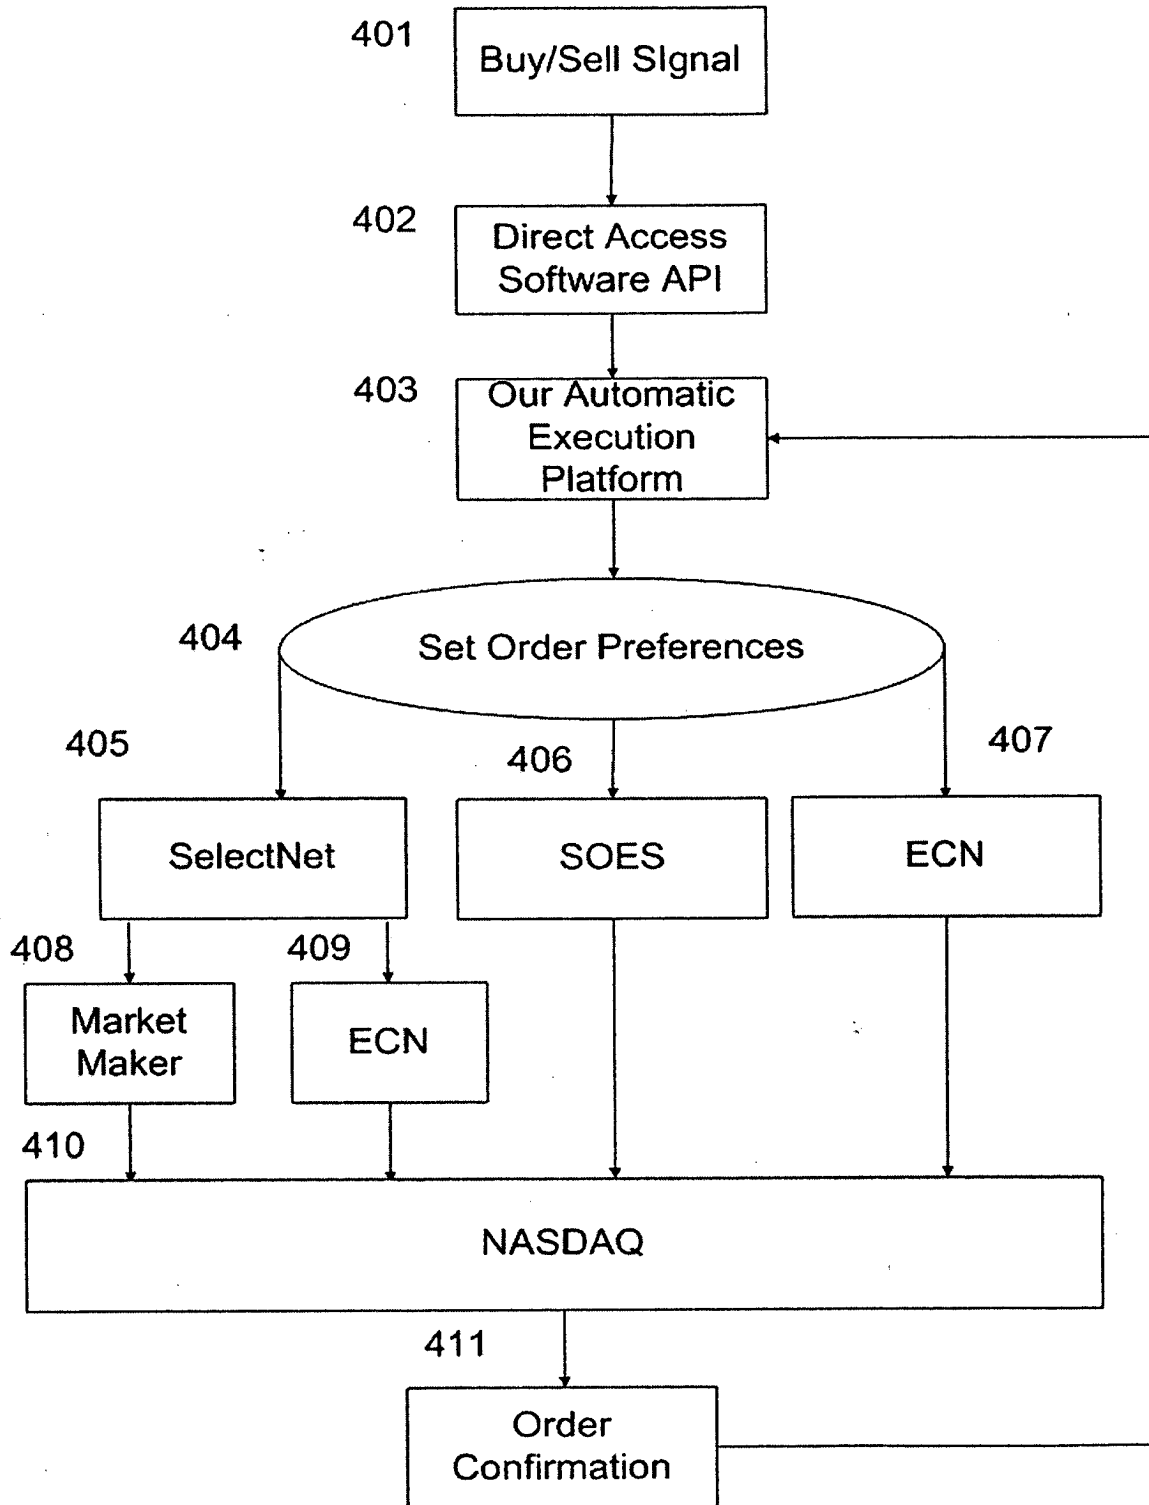 401
Buy/Sell SIgnal
402
Direct Access
Software API
403
Our Automatic
Execution
Platform
404
Set Order Preferences
405
406
407
SelectNet
SOES
ECN
408
409
Market
Maker
ECN
410
NASDAQ
411
Order
Confirmation